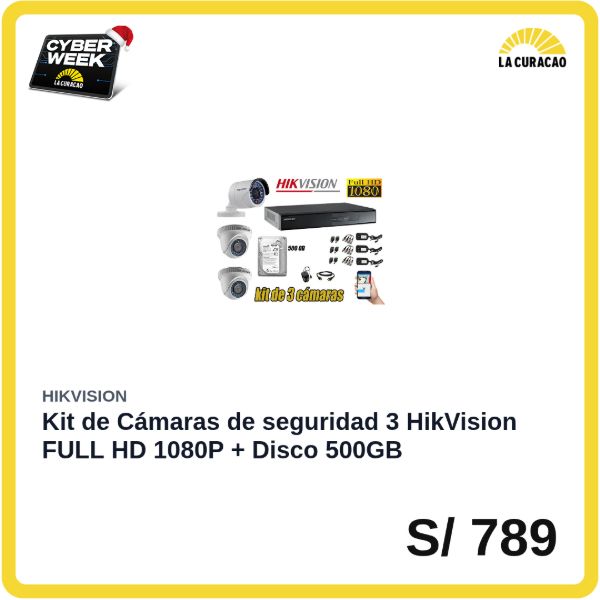 CYBER
WEEK
LA CURACAO
LA CURACAO
HIKVISION
Full HD
1080P
500 GB
kit de 3 cámaras
HIKVISION
Kit de Cámaras de seguridad 3 HikVision
FULL HD 1080P + Disco 500GB
S/ 789